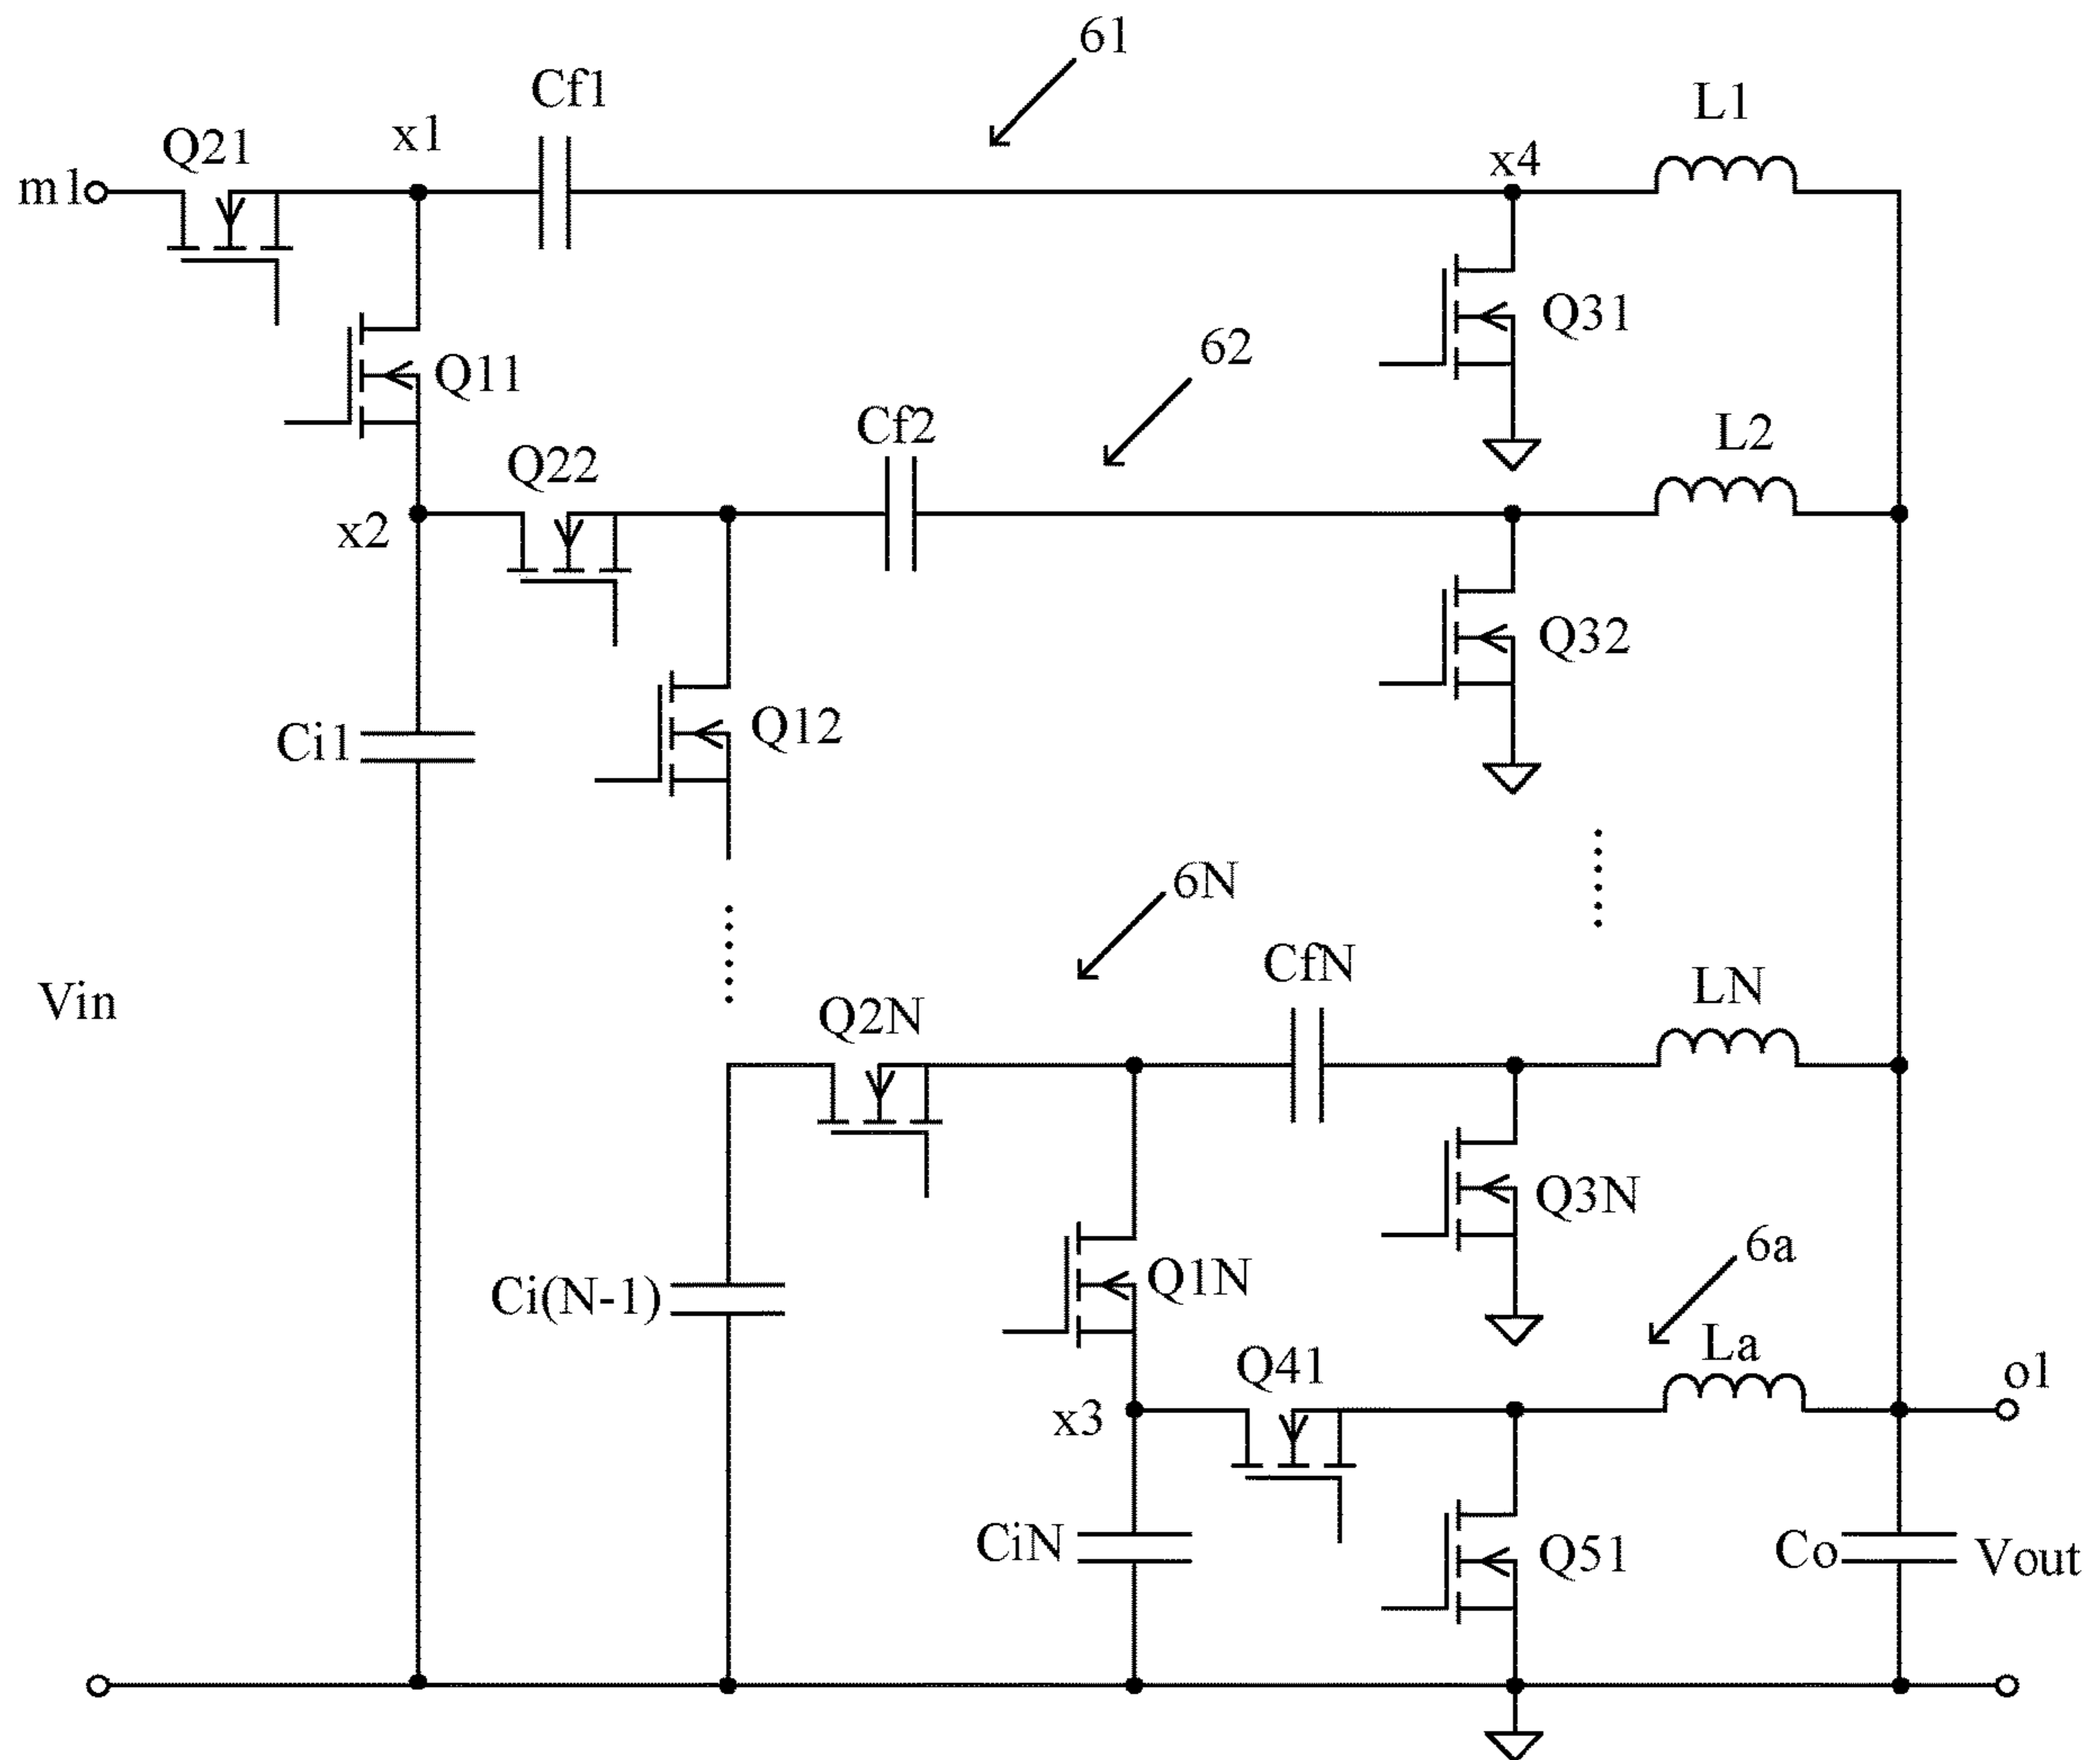 61
Cf1
L1
Q21
x1
x4
m1
Q31
62
Q11
Cf2
L2
Q22
x2
Q32
Q12
Ci1
6N
CfN
LN
Vin
Q2N
Q3N
6a
Q1N
Ci(N-1)
La
Q41
o1
x3
CiN
Q51
Co
Vout